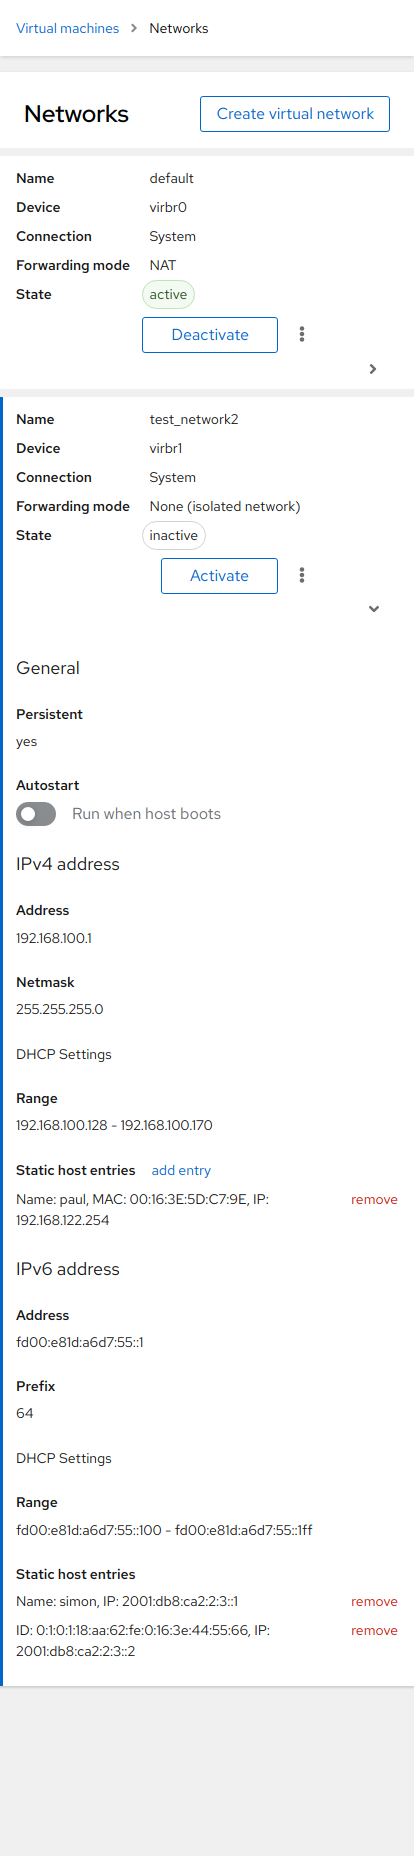 Virtual machines > Networks
Networks
Create virtual network
Name default
Device virbr0
Connection System
Forwarding mode NAT
State active
Deactivate
Name test_network2
Device virbr1
Connection System
Forwarding mode None (isolated network)
State inactive
Activate
General
Persistent
yes
Autostart
Run when host boots
IPv4 address
Address
192.168.100.1
Netmask
255.255.255.0
DHCP Settings
Range
192.168.100.128 - 192.168.100.170
Static host entries add entry
Name: paul, MAC: 00:16:3E:5D:C7:9E, IP: remove
192.168.122.254
IPv6 address
Address
fd00:e81d:a6d7:55::1
Prefix
64
DHCP Settings
Range
fd00:e81d:a6d7:55::100 - fd00:e81d:a6d7:55::1ff
Static host entries
Name: simon, IP: 2001:db8:ca2:2:3::1 remove
ID: 0:1:0:1:18:aa:62:fe:0:16:3e:44:55:66, IP: remove
2001:db8:ca2:2:3::2